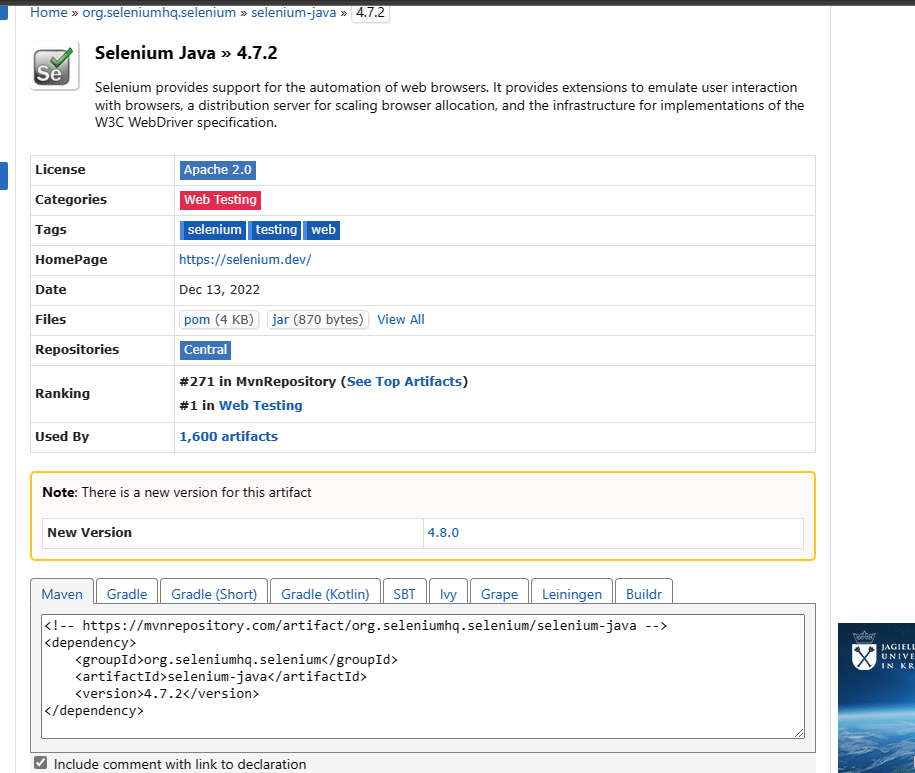 Home » org.seleniumhq.selenium » selenium-java » 4.7.2
Se
Selenium Java » 4.7.2
Selenium provides support for the automation of web browsers. It provides extensions to emulate user interaction
with browsers, a distribution server for scaling browser allocation, and the infrastructure for implementations of the
W3C WebDriver specification.
License Apache 2.0
Categories Web Testing
Tags selenium testing web
HomePage https://selenium.dev/
Date Dec 13, 2022
Files pom (4 KB) jar (870 bytes) View All
Repositories Central
Ranking #271 in MvnRepository (See Top Artifacts)
#1 in Web Testing
Used By 1,600 artifacts
Note: There is a new version for this artifact
New Version 4.8.0
Maven Gradle Gradle (Short) Gradle (Kotlin) SBT Ivy Grape Leiningen Buildr
<!-- https://mvnrepository.com/artifact/org.seleniumhq.selenium/selenium-java -->
<dependency>
    <groupId>org.seleniumhq.selenium</groupId>
    <artifactId>selenium-java</artifactId>
    <version>4.7.2</version>
</dependency>
Include comment with link to declaration
JAGIELL
UNIVE
IN KR